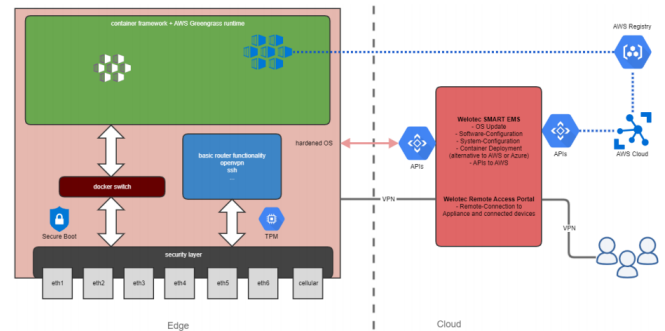 container framework + AWS Greengrass runtime
AWS Registry
basic router functionality
openvpn
ssh
...
hardened OS
docker switch
Secure Boot
TPM
security layer
eth1
eth2
eth3
eth4
eth5
eth6
cellular
Edge
APIs
Welotec SMART EMS
- OS Update
- Software-Configuration
- System-Configuration
- Container Deployment
(alternative to AWS or Azure)
- APIs to AWS
Welotec Remote Access Portal
- Remote-Connection to
Appliance and connected devices
APIs
AWS Cloud
VPN
VPN
Cloud